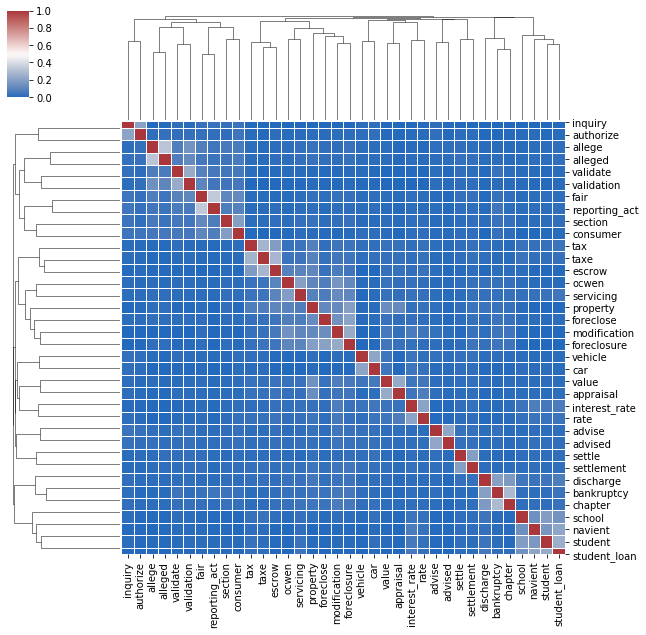 1.0
0.8
0.6
0.4
0.2
0.0
inquiry
authorize
allege
alleged
validate
validation
fair
reporting_act
section
consumer
tax
taxe
escrow
ocwen
servicing
property
foreclose
modification
foreclosure
vehicle
car
value
appraisal
interest_rate
rate
advise
advised
settle
settlement
discharge
bankruptcy
chapter
school
navient
student
student_loan
inquiry
authorize
allege
alleged
validate
validation
fair
reporting_act
section
consumer
tax
taxe
escrow
ocwen
servicing
property
foreclose
modification
foreclosure
vehicle
car
value
appraisal
interest_rate
rate
advise
advised
settle
settlement
discharge
bankruptcy
chapter
school
navient
student
student_loan